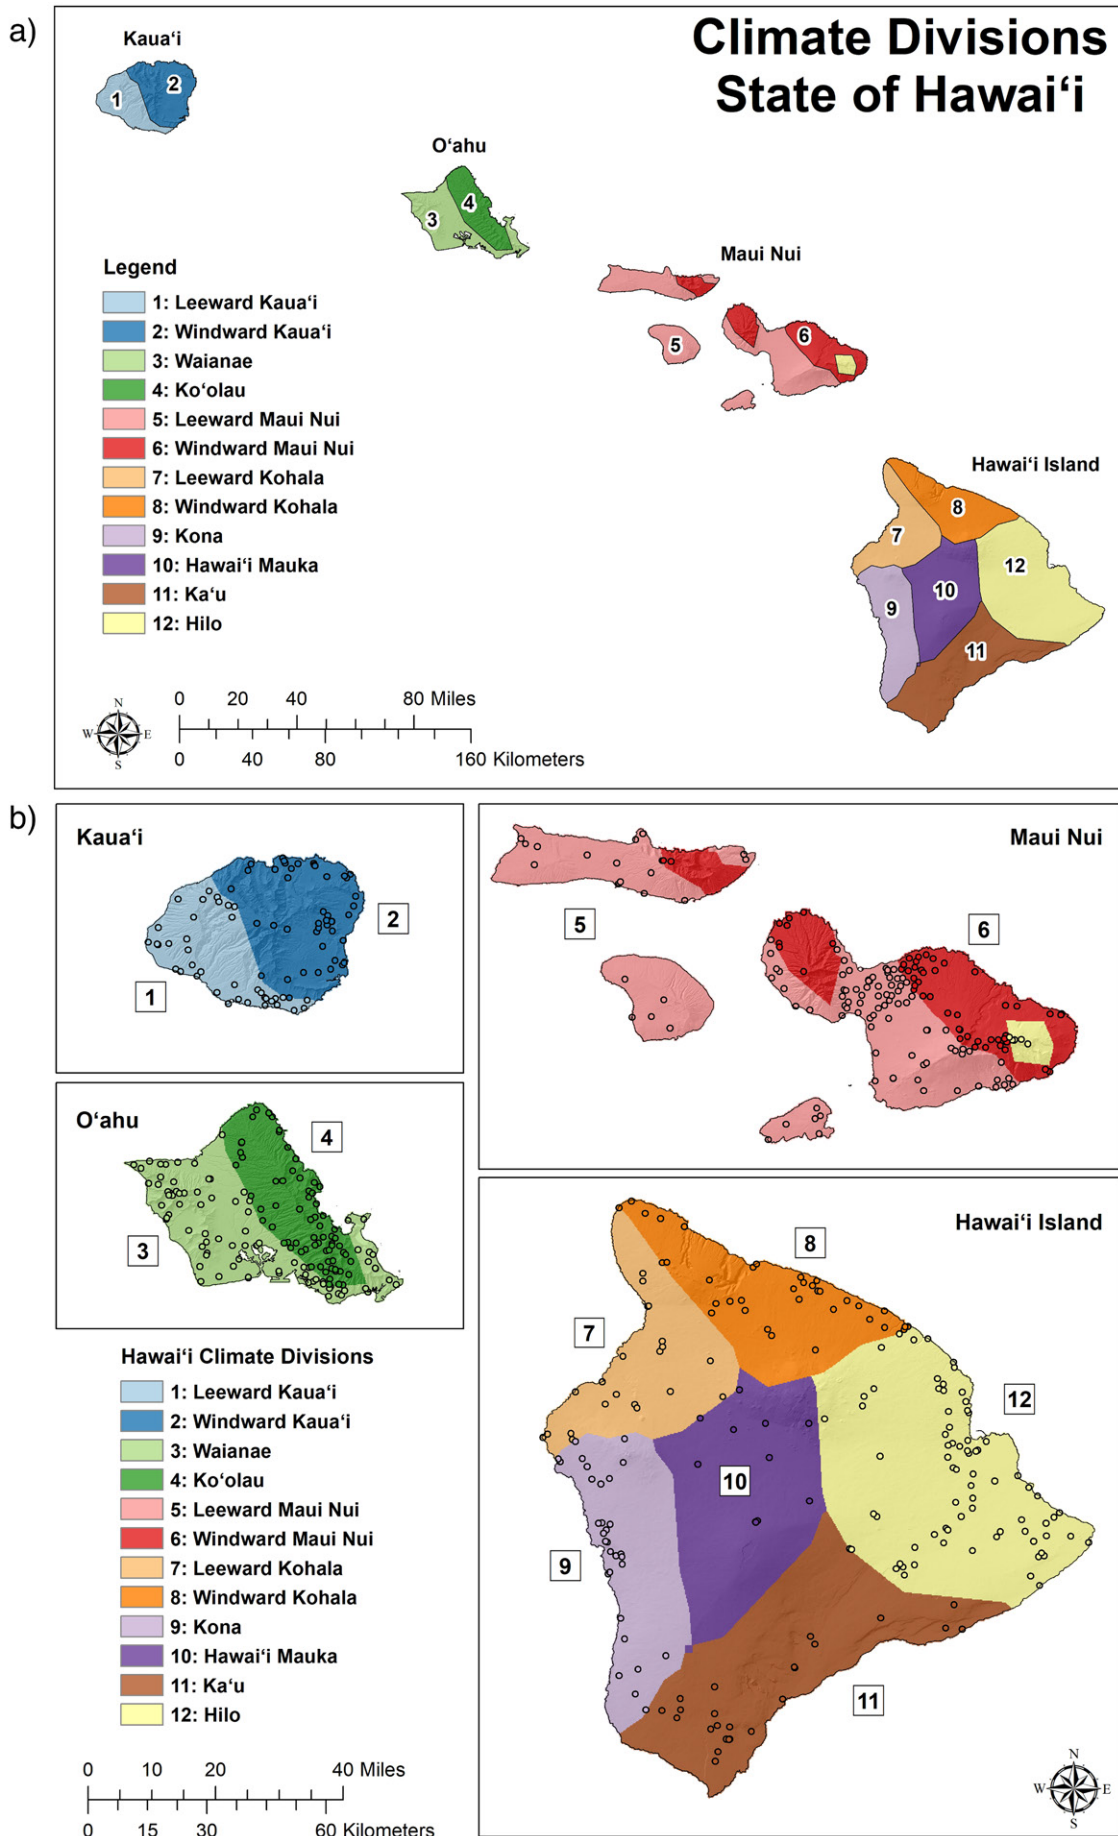 a)
Climate Divisions
State of Hawai‘i
Kaua‘i
1
2
O‘ahu
3
4
Maui Nui
5
6
Hawai‘i Island
7
8
9
10
11
12
Legend
1: Leeward Kaua‘i
2: Windward Kaua‘i
3: Waianae
4: Ko‘olau
5: Leeward Maui Nui
6: Windward Maui Nui
7: Leeward Kohala
8: Windward Kohala
9: Kona
10: Hawai‘i Mauka
11: Ka‘u
12: Hilo
N
W E
S
0 20 40 80 Miles
0 40 80 160 Kilometers
b)
Kaua‘i
1
2
O‘ahu
3
4
Maui Nui
5
6
Hawai‘i Island
7
8
9
10
11
12
Hawai‘i Climate Divisions
1: Leeward Kaua‘i
2: Windward Kaua‘i
3: Waianae
4: Ko‘olau
5: Leeward Maui Nui
6: Windward Maui Nui
7: Leeward Kohala
8: Windward Kohala
9: Kona
10: Hawai‘i Mauka
11: Ka‘u
12: Hilo
0 10 20 40 Miles
0 15 30 60 Kilometers
N
W E
S